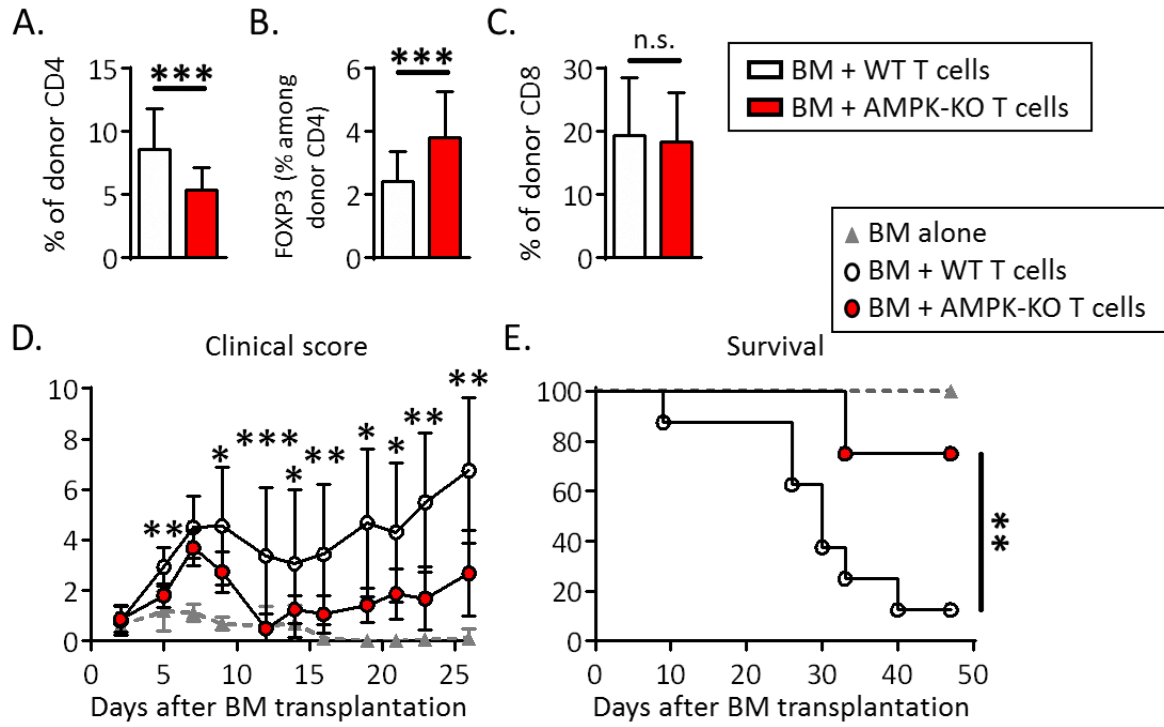 A.
B.
C.
% of donor CD4
15
10
5
0
***
FOXP3 (% among
donor CD4)
6
4
2
0
***
% of donor CD8
30
20
10
0
n.s.
BM + WT T cells
BM + AMPK-KO T cells
BM alone
BM + WT T cells
BM + AMPK-KO T cells
D.
Clinical score
10
8
6
4
2
0
** * *** * ** * * ** **
0 5 10 15 20 25
Days after BM transplantation
E.
Survival
100
80
60
40
20
0
**
0 10 20 30 40 50
Days after BM transplantation